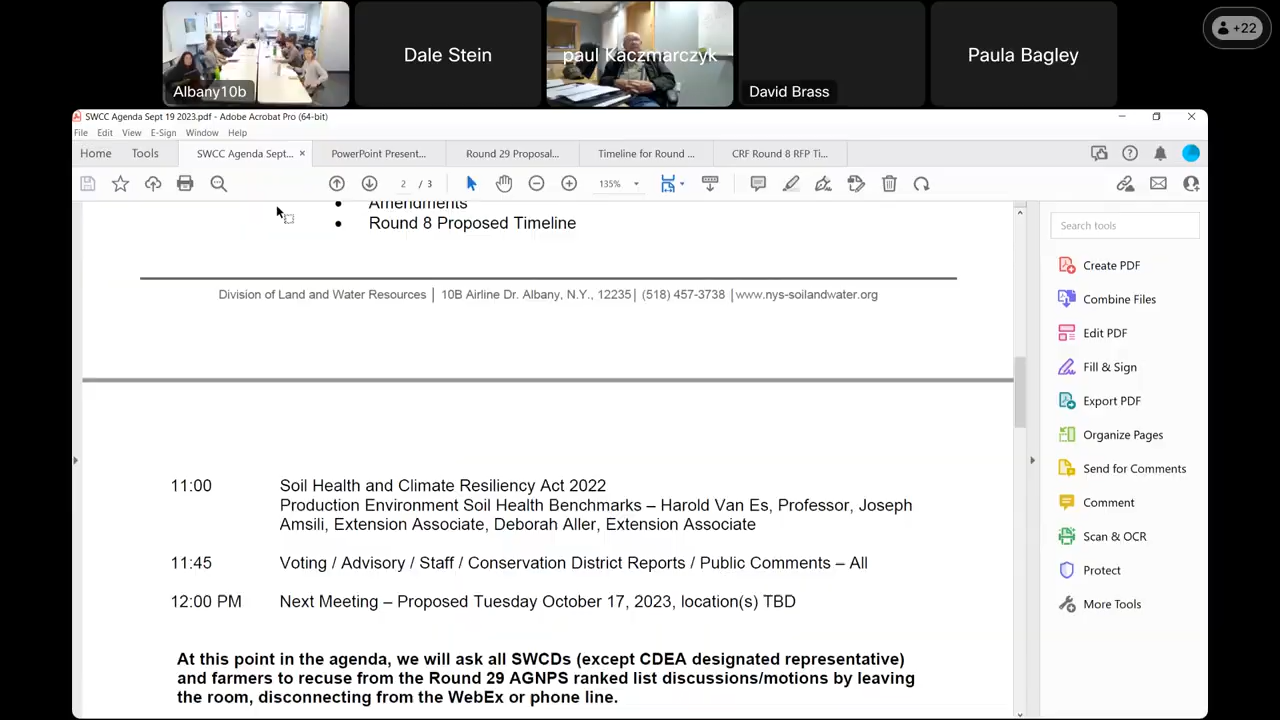 Albany10b
Dale Stein
paul Kaczmarczyk
David Brass
Paula Bagley
+22
SWCC Agenda Sept 19 2023.pdf - Adobe Acrobat Pro (64-bit)
File Edit View E-Sign Window Help
Home Tools SWCC Agenda Sept... × PowerPoint Present... Round 29 Proposal... Timeline for Round ... CRF Round 8 RFP Ti...
2 / 3 135%
• Amendments
• Round 8 Proposed Timeline
Division of Land and Water Resources | 10B Airline Dr. Albany, N.Y., 12235| (518) 457-3738 |www.nys-soilandwater.org
11:00 Soil Health and Climate Resiliency Act 2022
Production Environment Soil Health Benchmarks – Harold Van Es, Professor, Joseph
Amsili, Extension Associate, Deborah Aller, Extension Associate
11:45 Voting / Advisory / Staff / Conservation District Reports / Public Comments – All
12:00 PM Next Meeting – Proposed Tuesday October 17, 2023, location(s) TBD
At this point in the agenda, we will ask all SWCDs (except CDEA designated representative)
and farmers to recuse from the Round 29 AGNPS ranked list discussions/motions by leaving
the room, disconnecting from the WebEx or phone line.
Search tools
Create PDF
Combine Files
Edit PDF
Fill & Sign
Export PDF
Organize Pages
Send for Comments
Comment
Scan & OCR
Protect
More Tools